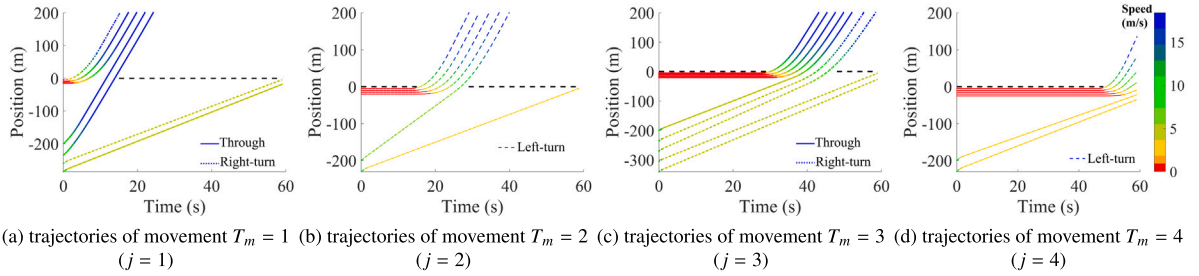 200
100
0
-100
-200
0
20
40
60
Position (m)
Time (s)
Through
Right-turn
200
100
0
-100
-200
0
20
40
60
Position (m)
Time (s)
Left-turn
200
100
0
-100
-200
-300
0
20
40
60
Position (m)
Time (s)
Through
Right-turn
200
100
0
-100
-200
0
20
40
60
Position (m)
Time (s)
Left-turn
Speed
(m/s)
15
10
5
0
(a) trajectories of movement T_m = 1
(j = 1)
(b) trajectories of movement T_m = 2
(j = 2)
(c) trajectories of movement T_m = 3
(j = 3)
(d) trajectories of movement T_m = 4
(j = 4)